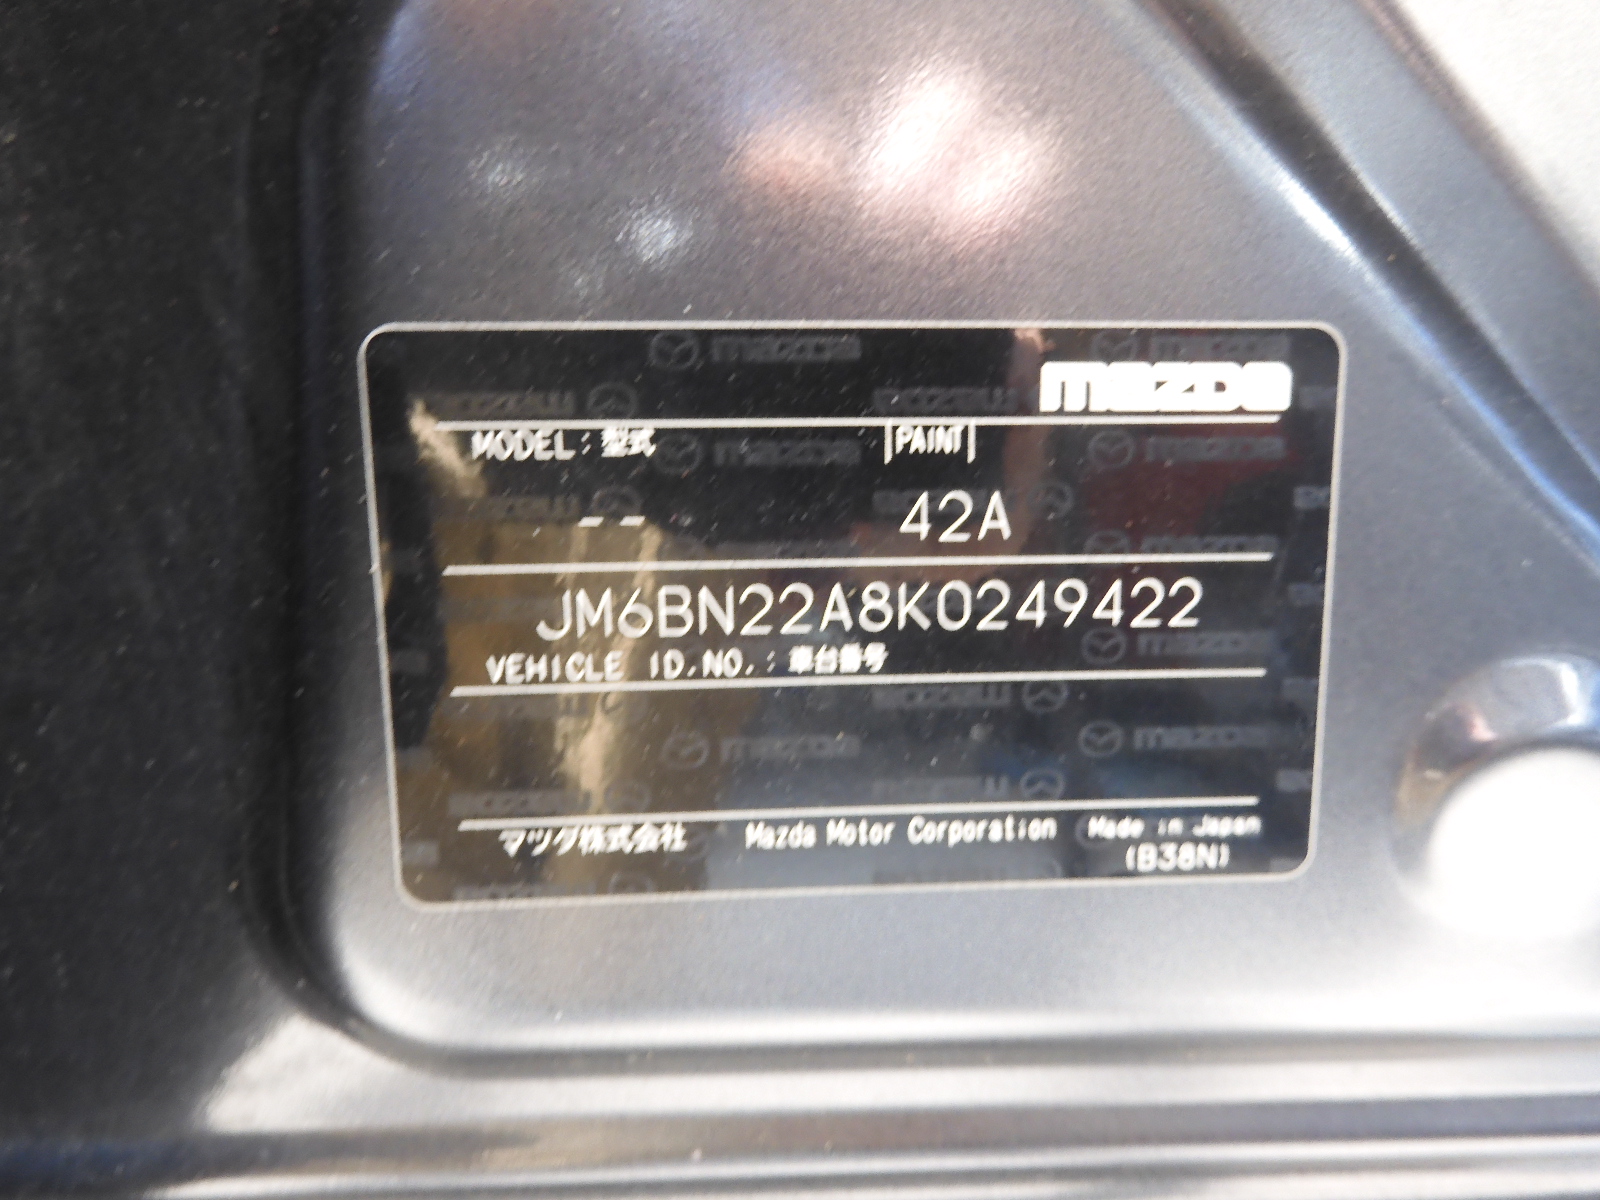 mazda
MODEL : 型式 PAINT
-- 42A
JM6BN22A8K0249422
VEHICLE ID.NO. : 車台番号
マツダ株式会社 Mazda Motor Corporation Made in Japan
(B38N)